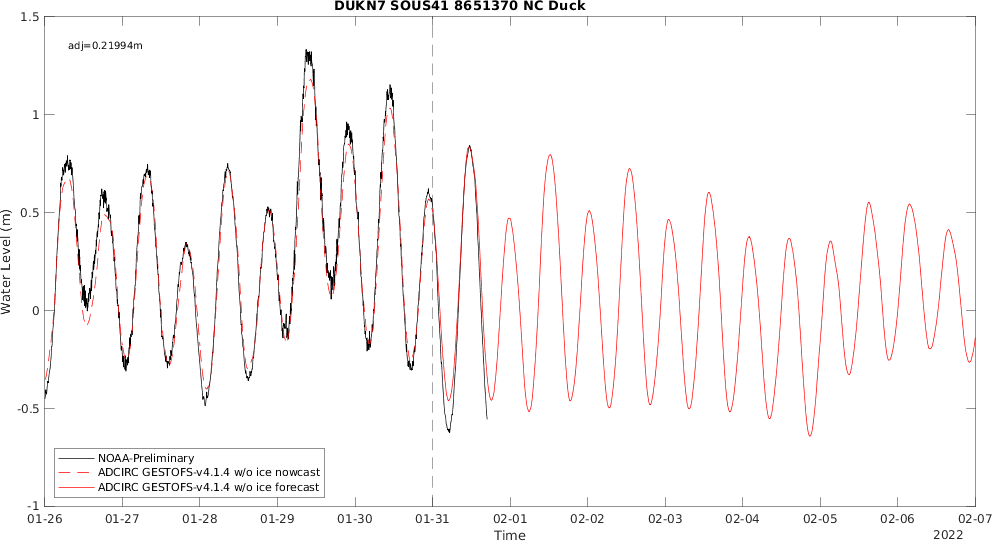 DUKN7 SOUS41 8651370 NC Duck
1.5
adj=0.21994m
1
0.5
Water Level (m)
0
-0.5
NOAA-Preliminary
ADCIRC GESTOFS-v4.1.4 w/o ice nowcast
ADCIRC GESTOFS-v4.1.4 w/o ice forecast
-1
01-26 01-27 01-28 01-29 01-30 01-31 02-01 02-02 02-03 02-04 02-05 02-06 02-07
Time
2022